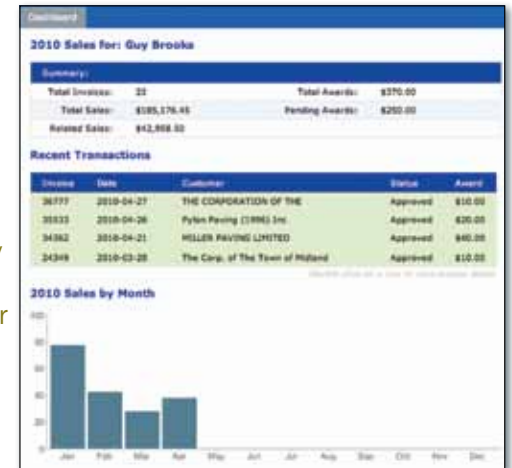 Dashboard
2010 Sales for: Guy Brooks
Summary:
Total Invoices: 22 Total Awards: $370.00
Total Sales: $185,176.45 Pending Awards: $250.00
Related Sales: $42,958.50
Recent Transactions
Invoice Date Customer Status Award
36777 2010-04-27 THE CORPORATION OF THE Approved $10.00
35533 2010-04-26 Pylon Paving (1996) Inc Approved $20.00
34362 2010-04-21 MILLER PAVING LIMITED Approved $40.00
24349 2010-03-28 The Corp. of The Town of Midland Approved $10.00
2010 Sales by Month
100
80
60
40
20
0
Jan Feb Mar Apr May Jun Jul Aug Sep Oct Nov Dec
y
r